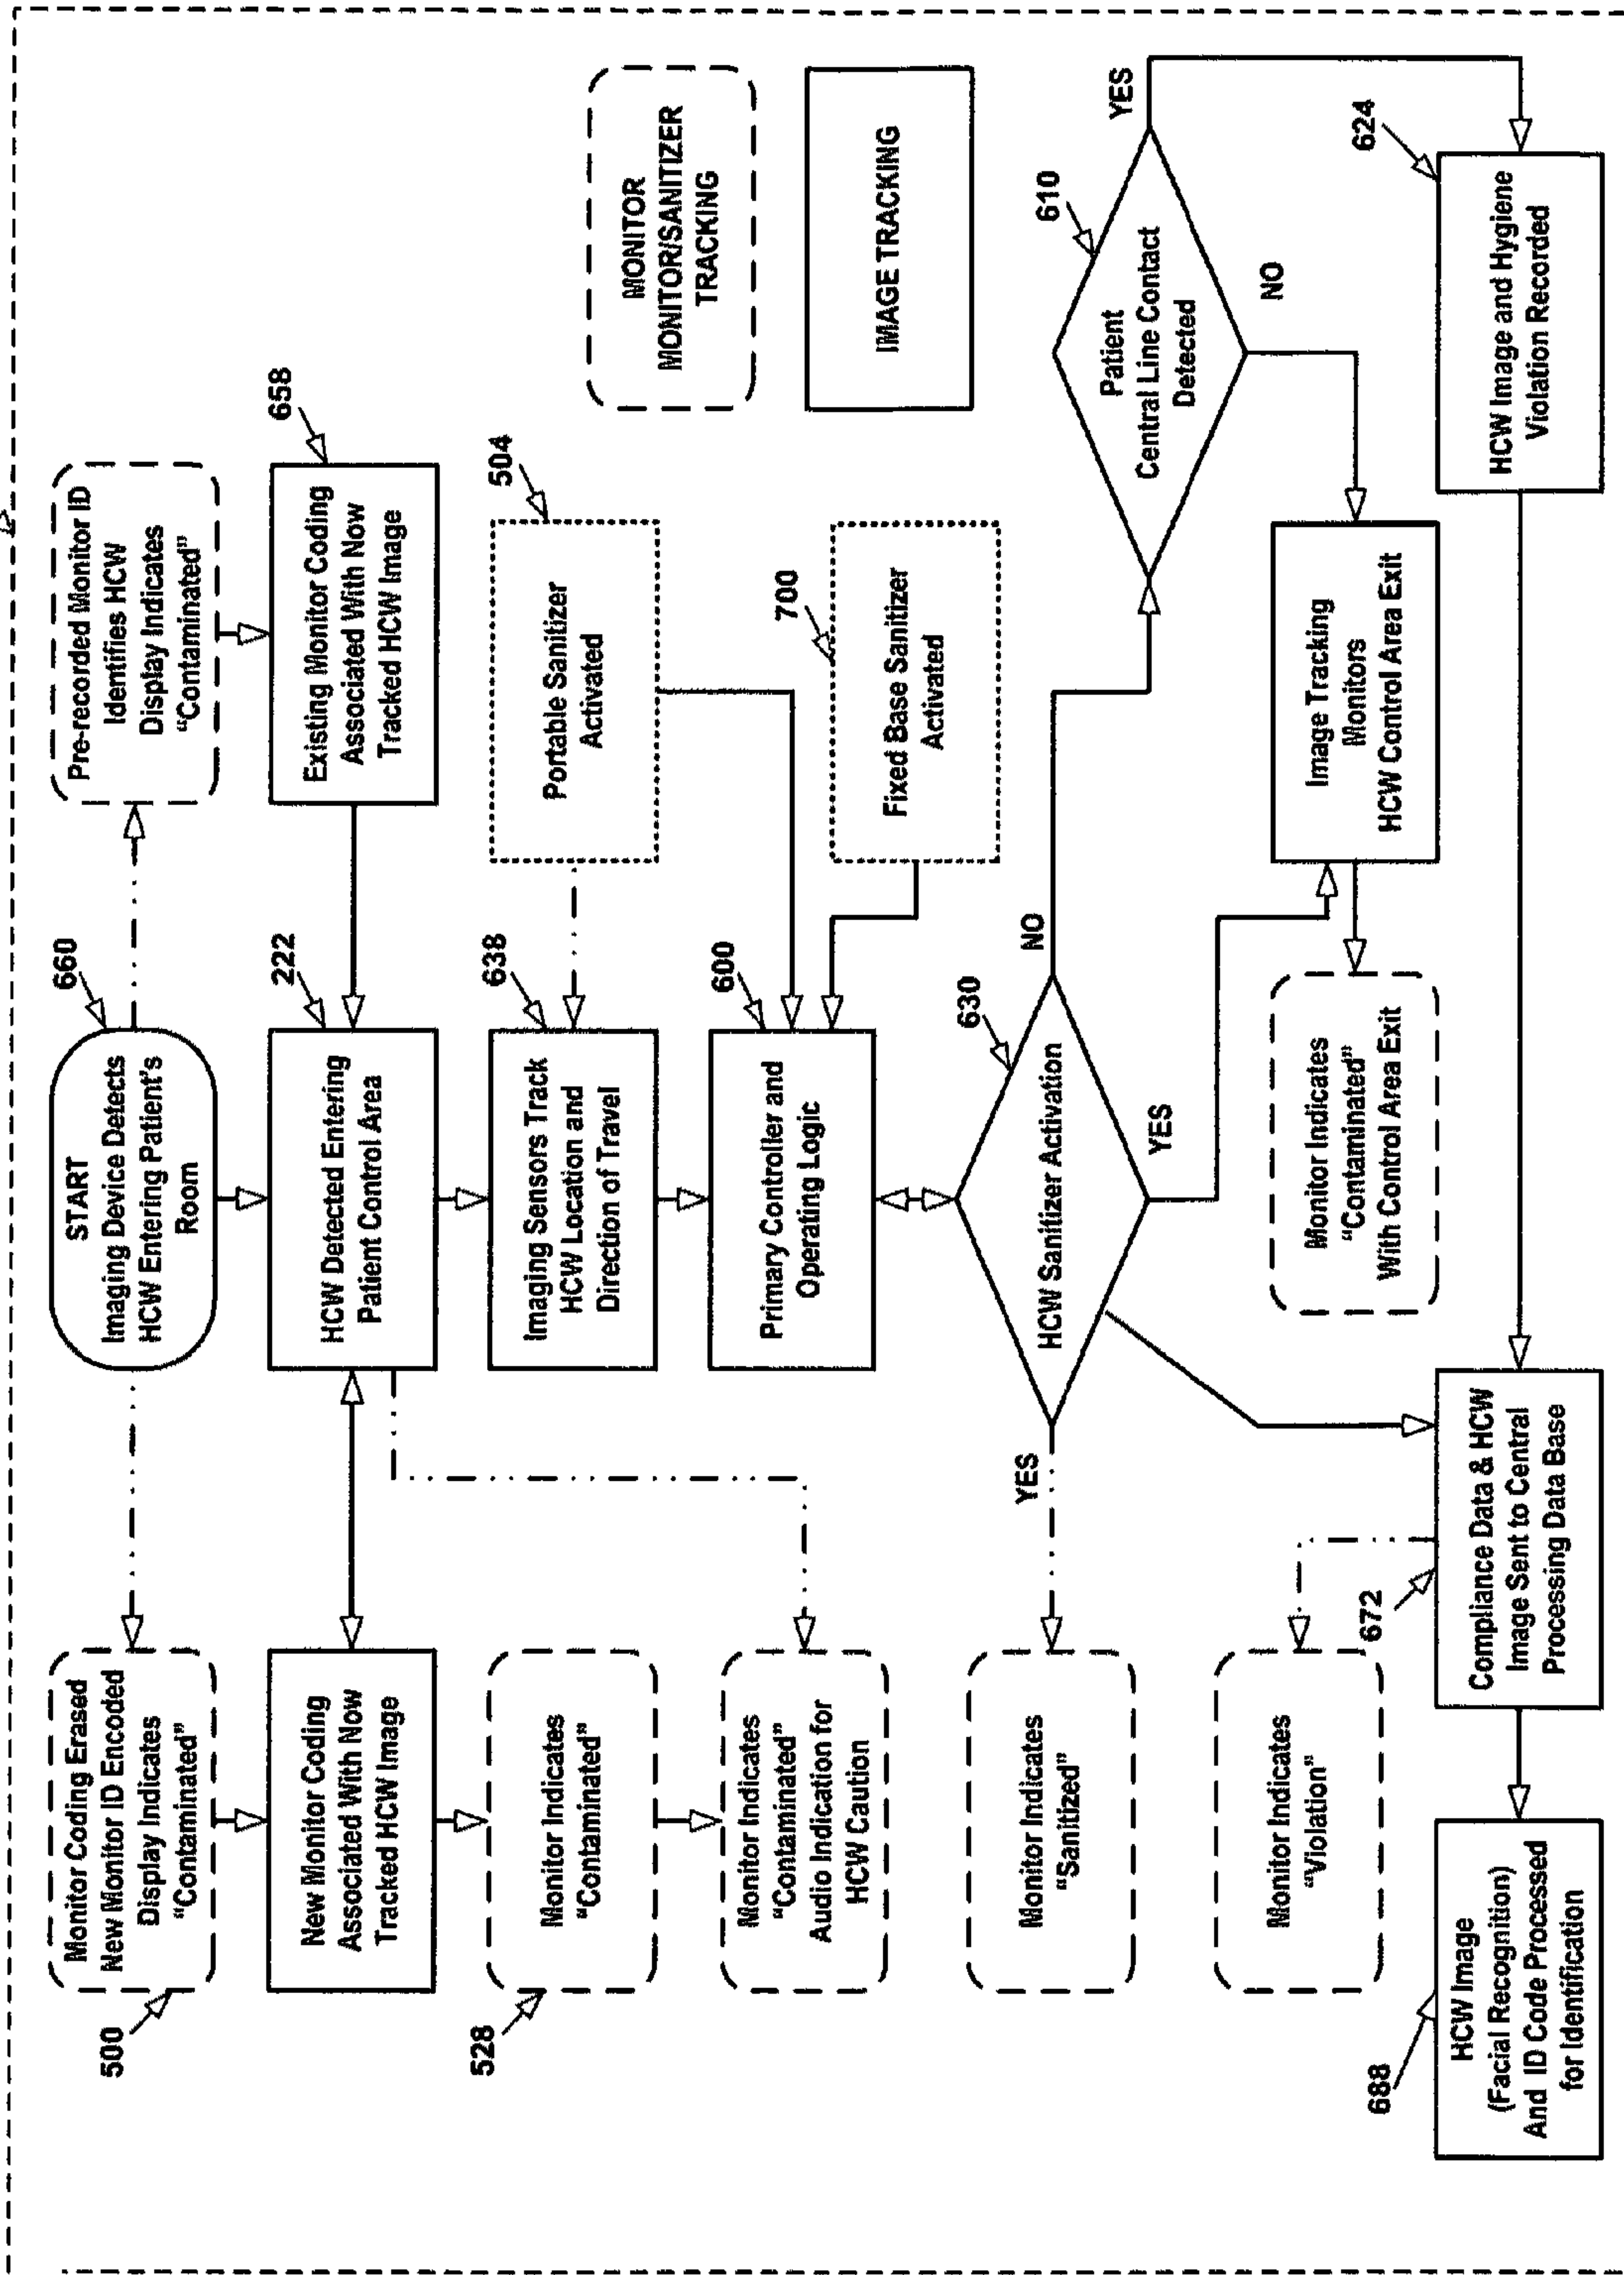 START
Imaging Device Detects
HCW Entering Patient's
Room
660
Monitor Coding Erased
New Monitor ID Encoded
Display Indicates
"Contaminated"
500
Pre-recorded Monitor ID
Identifies HCW
Display Indicates
"Contaminated"
New Monitor Coding
Associated With Now
Tracked HCW Image
HCW Detected Entering
Patient Control Area
222
Existing Monitor Coding
Associated With Now
Tracked HCW Image
658
Monitor Indicates
"Contaminated"
528
Imaging Sensors Track
HCW Location and
Direction of Travel
638
Portable Sanitizer
Activated
504
MONITOR
MONITOR/SANITIZER
TRACKING
Monitor Indicates
"Contaminated"
Audio Indication for
HCW Caution
Primary Controller and
Operating Logic
600
Fixed Base Sanitizer
Activated
700
IMAGE TRACKING
Monitor Indicates
"Sanitized"
YES
HCW Sanitizer Activation
630
NO
YES
Patient
Central Line Contact
Detected
610
YES
NO
Monitor Indicates
"Violation"
Monitor Indicates
"Contaminated"
With Control Area Exit
Image Tracking
Monitors
HCW Control Area Exit
HCW Image
(Facial Recognition)
And ID Code Processed
for Identification
688
Compliance Data & HCW
Image Sent to Central
Processing Data Base
672
HCW Image and Hygiene
Violation Recorded
624